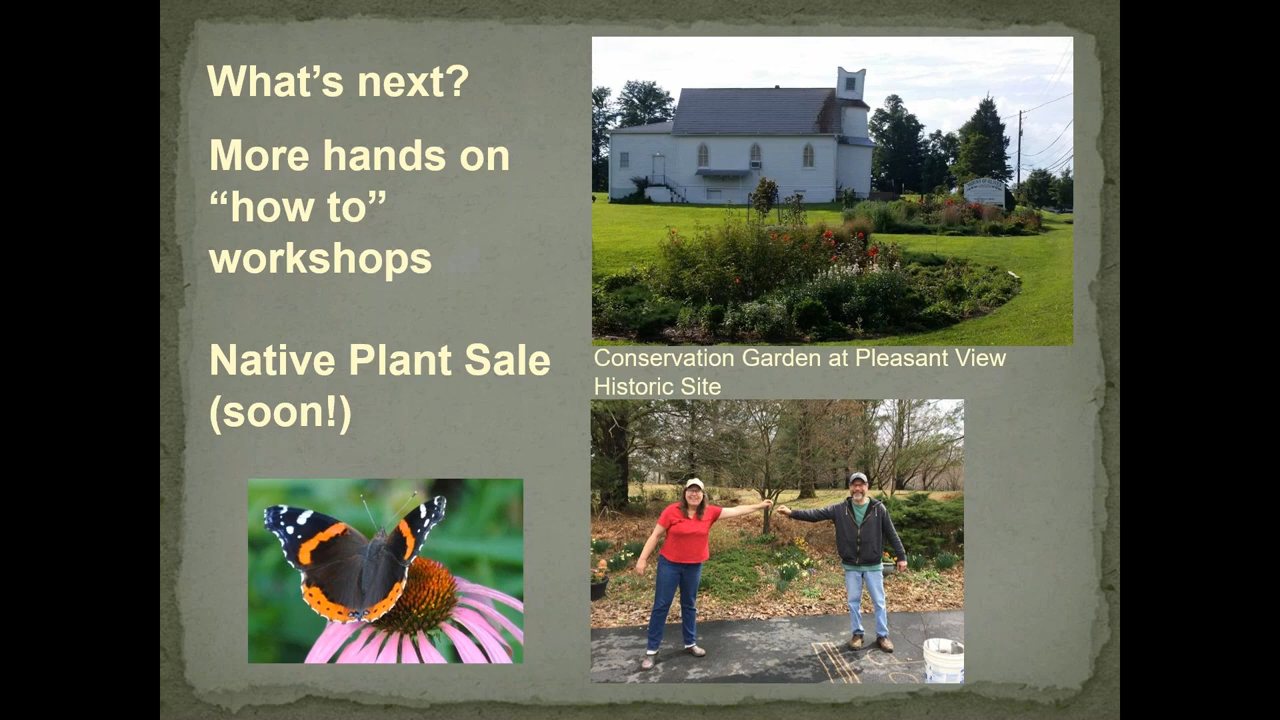 What’s next?
More hands on
“how to”
workshops
Native Plant Sale
(soon!)
Conservation Garden at Pleasant View
Historic Site